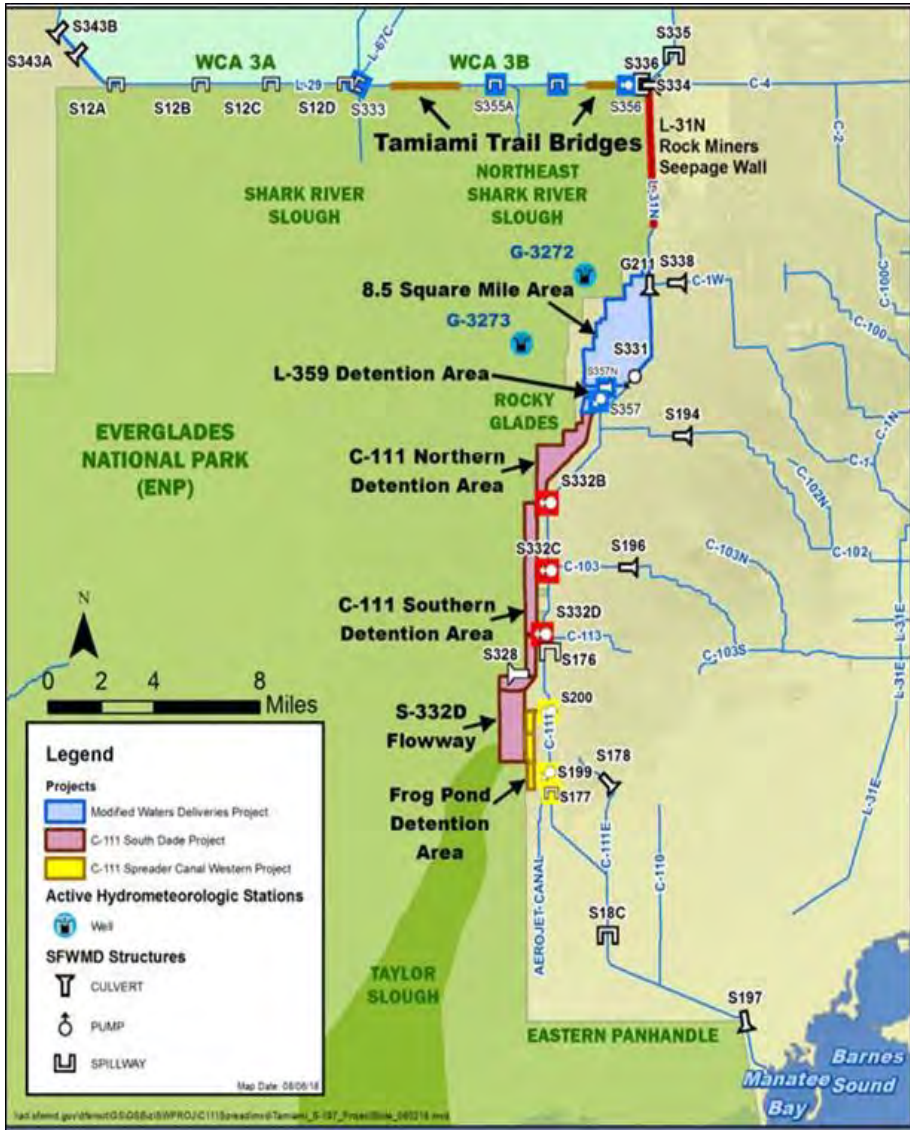 S343B
S343A
WCA 3A
L-67C
WCA 3B
S335
S336
S334
C-4
S12A
S12B
S12C
L-29
S12D
S333
S355A
S356
Tamiami Trail Bridges
L-31N
Rock Miners
Seepage Wall
C-2
SHARK RIVER
SLOUGH
NORTHEAST
SHARK RIVER
SLOUGH
L-31N
G-3272
G211
S338
C-1W
C-100C
C-100
8.5 Square Mile Area
G-3273
S331
L-359 Detention Area
S357N
S357
ROCKY
GLADES
S194
C-1N
C-1
EVERGLADES
NATIONAL PARK
(ENP)
C-111 Northern
Detention Area
S332B
C-102N
C-102
S332C
C-103
S196
C-103N
L-31E
C-111 Southern
Detention Area
S332D
C-113
S176
C-103S
L-31E
N
S328
0 2 4 8
Miles
S-332D
Flowway
S200
C-111
S178
S199
S177
L-31E
Frog Pond
Detention
Area
C-111E
C-110
AEROJET-CANAL
S18C
TAYLOR
SLOUGH
S197
EASTERN PANHANDLE
Manatee
Bay
Barnes
Sound
Legend
Projects
Modified Waters Deliveries Project
C-111 South Dade Project
C-111 Spreader Canal Western Project
Active Hydrometeorologic Stations
Well
SFWMD Structures
CULVERT
PUMP
SPILLWAY
Map Date: 08/06/18